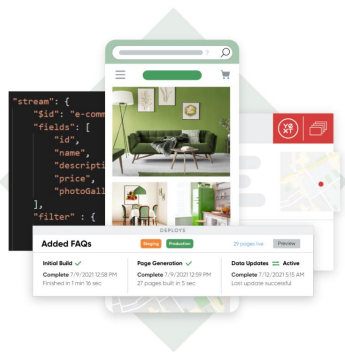 "stream": {
"$id": "e-comm
"fields": [
"id",
"name",
"descripti
"price",
"photoGall
],
"filter" : {
YEXT
DEPLOYS
Added FAQs
Staging
Production
27 pages live
Preview
Initial Build
Page Generation
Data Updates
Active
Complete 7/9/2021 12:58 PM
Complete 7/9/2021 12:59 PM
Complete 7/12/2021 5:15 AM
Finished in 1 min 16 sec
27 pages built in 5 sec
Last update successful